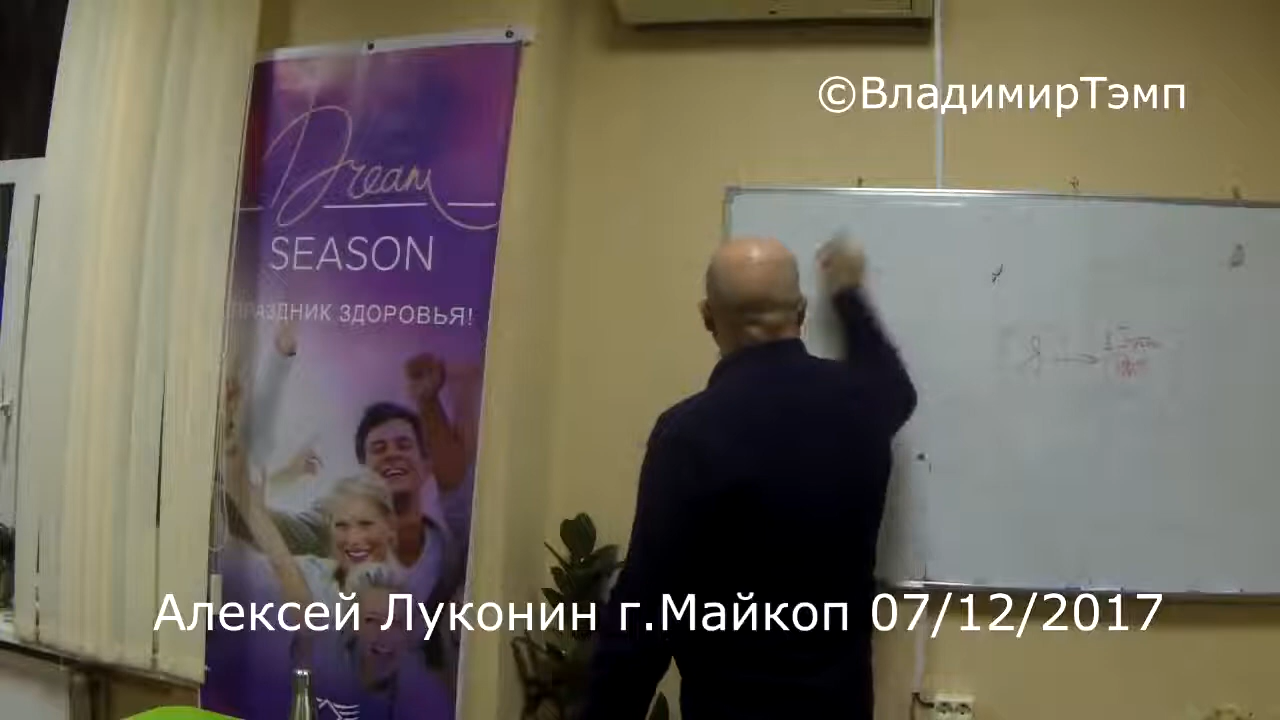 ©ВладимирТэмп
Dream
SEASON
ПРАЗДНИК ЗДОРОВЬЯ!
Я
Алексей Луконин г.Майкоп 07/12/2017